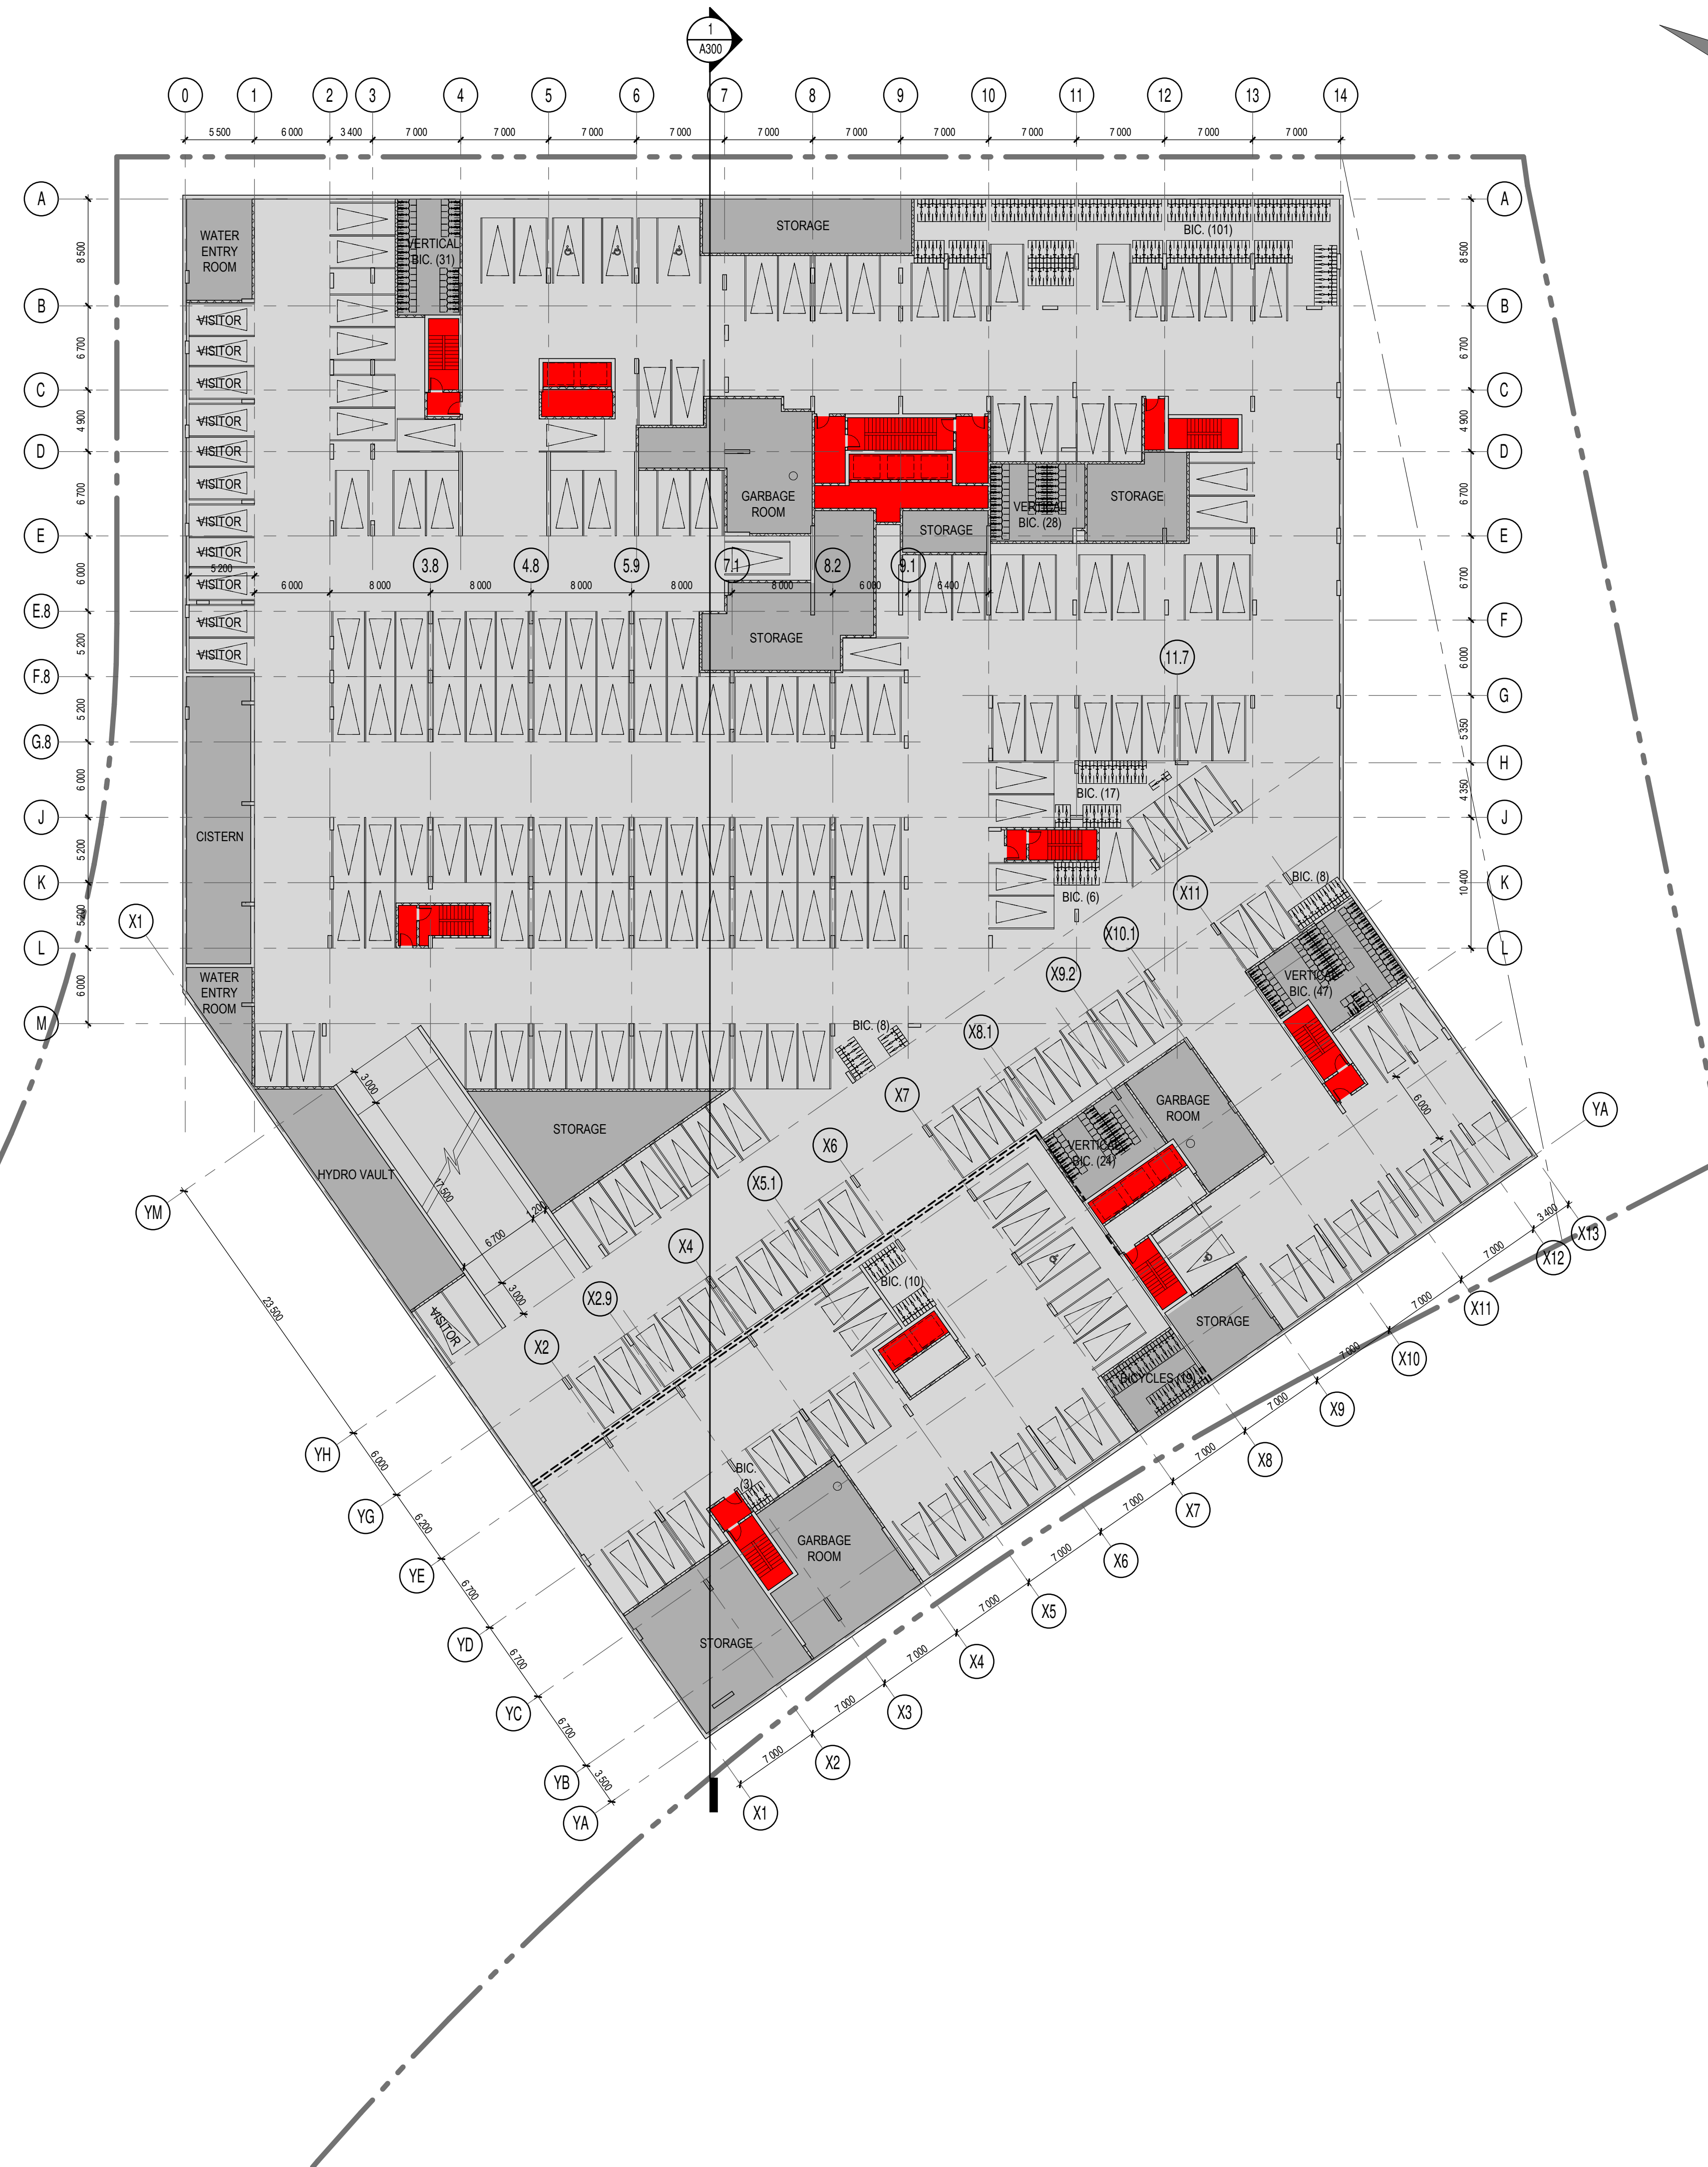 1
A300
0 1 2 3 4 5 6 7 8 9 10 11 12 13 14
5 500 6 000 3 400 7 000 7 000 7 000 7 000 7 000 7 000 7 000 7 000 7 000 7 000 7 000
A A
WATER
ENTRY
ROOM
VERTICAL
BIC. (31)
STORAGE
BIC. (101)
8 500 8 500
B B
VISITOR
VISITOR
6 700 6 700
VISITOR
C C
VISITOR
4 900 4 900
VISITOR
D D
VISITOR
6 700 6 700
GARBAGE
ROOM
VERTICAL
BIC. (28)
STORAGE
STORAGE
VISITOR
E E
VISITOR
3.8 4.8 5.9 7.1 8.2 9.1
5 200
VISITOR
6 000 6 700
6 000 8 000 8 000 8 000 8 000 8 000 6 000 6 400
E.8 F
VISITOR
STORAGE
5 200 6 000
VISITOR
11.7
F.8
5 200
G
G.8
5 350
H
6 000 4 350
BIC. (17)
J J
CISTERN
5 200
K K
BIC. (6)
BIC. (8)
X11
10 400
5 200
X1
X10.1
L L
X9.2
WATER
ENTRY
ROOM
VERTICAL
BIC. (47)
6 000
M
BIC. (8)
X8.1
X7
3 000
STORAGE
GARBAGE
ROOM
6 000
YA
X6
VERTICAL
BIC. (24)
HYDRO VAULT
17 500
X5.1
YM
1 200
6 700
X4
3 400
X13
X12
7 000
BIC. (10)
23 500
3 000
X2.9
VISITOR
7 000
X11
STORAGE
X2
7 000
X10
BICYCLES (19)
7 000
X9
YH
6 000
7 000
X8
BIC.
(3)
YG
7 000
X7
6 200
GARBAGE
ROOM
7 000
X6
YE
6 700
7 000
X5
YD
STORAGE
6 700
7 000
X4
YC
7 000
X3
6 700
7 000
X2
YB
3 500
X1
YA